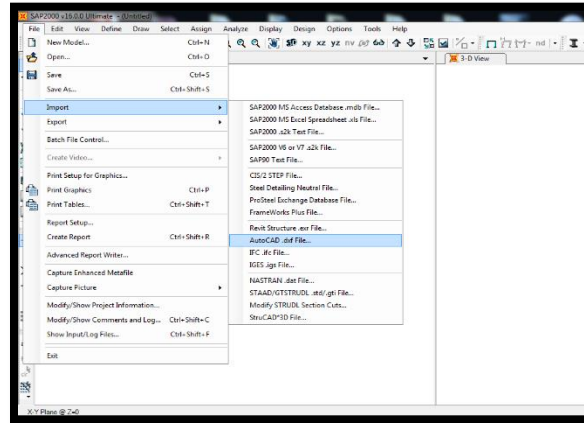 SAP2000 v16.0.0 Ultimate - (Untitled)
File Edit View Define Draw Select Assign Analyze Display Design Options Tools Help
xy xz yz nv nd
New Model... Ctrl+N
Open... Ctrl+O
Save Ctrl+S
Save As... Ctrl+Shift+S
Import
Export
Batch File Control...
Create Video...
Print Setup for Graphics...
Print Graphics Ctrl+P
Print Tables... Ctrl+Shift+T
Report Setup...
Create Report Ctrl+Shift+R
Advanced Report Writer...
Capture Enhanced Metafile
Capture Picture
Modify/Show Project Information...
Modify/Show Comments and Log... Ctrl+Shift+C
Show Input/Log Files... Ctrl+Shift+F
Exit
SAP2000 MS Access Database .mdb File...
SAP2000 MS Excel Spreadsheet .xls File...
SAP2000 .s2k Text File...
SAP2000 V6 or V7 .s2k File...
SAP90 Text File...
CIS/2 STEP File...
Steel Detailing Neutral File...
ProSteel Exchange Database File...
FrameWorks Plus File...
Revit Structure .exr File...
AutoCAD .dxf File...
IFC .ifc File...
IGES .igs File...
NASTRAN .dat File...
STAAD/GTSTRUDL .std/.gti File...
Modify STRUDL Section Cuts...
StruCAD*3D File...
3-D View
X-Y Plane @ Z=0